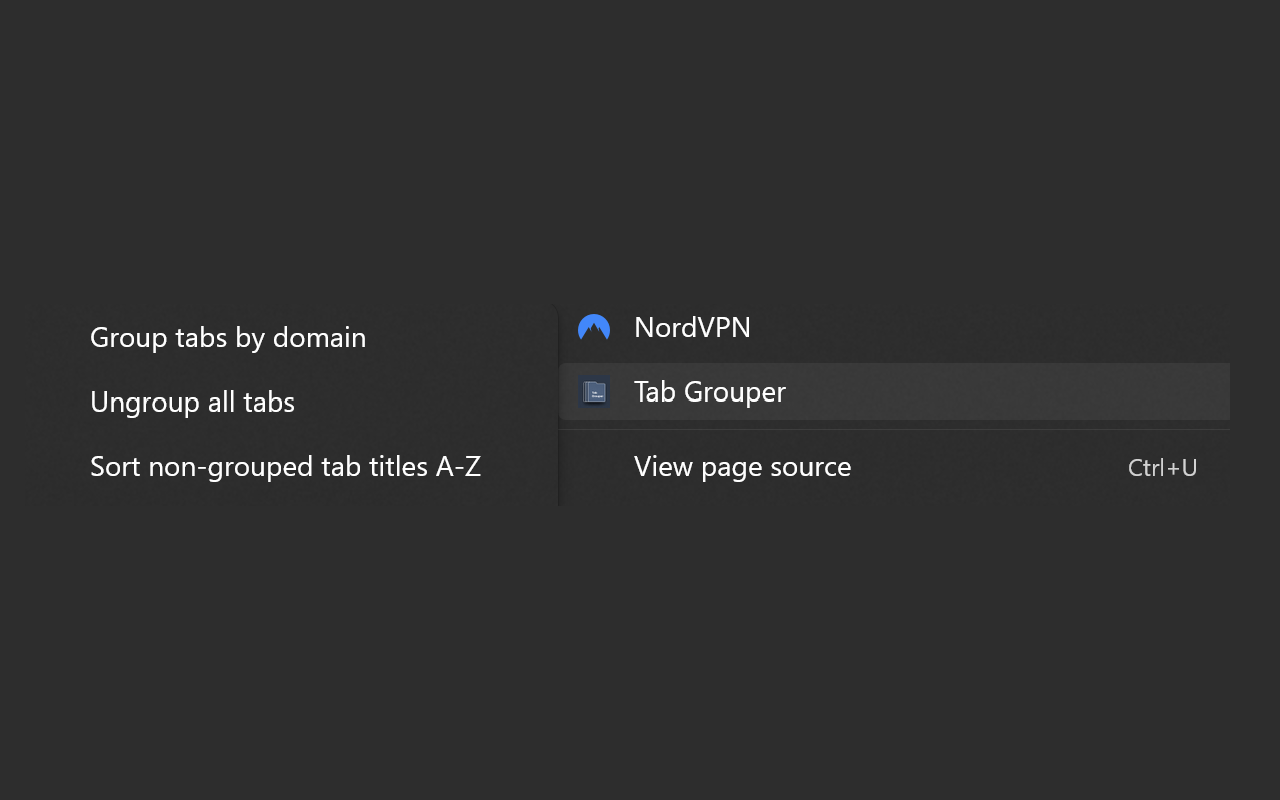 Group tabs by domain
Ungroup all tabs
Sort non-grouped tab titles A-Z
NordVPN
Tab Grouper
View page source Ctrl+U